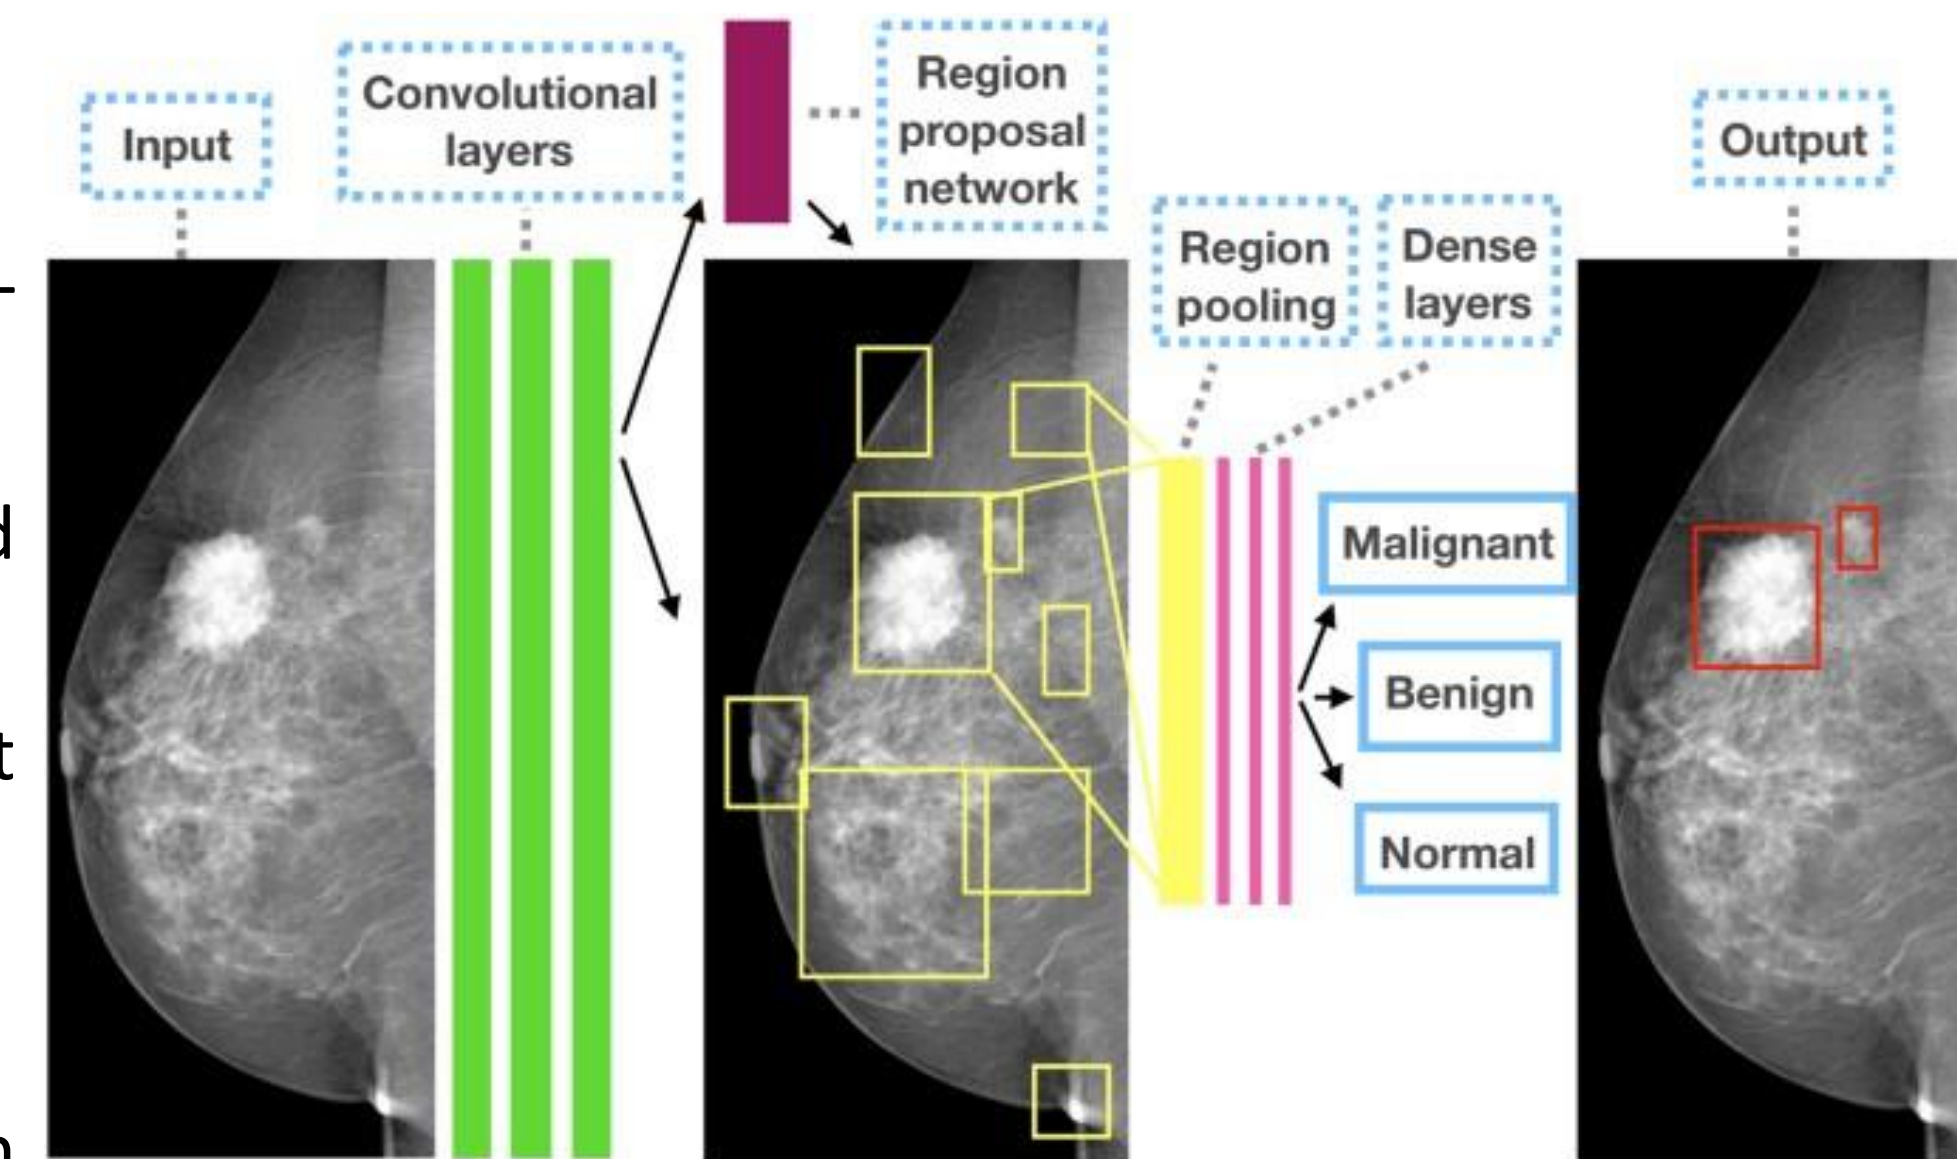 Input
Convolutional
layers
Region
proposal
network
Region
pooling
Dense
layers
Output
Malignant
Benign
Normal
d
t